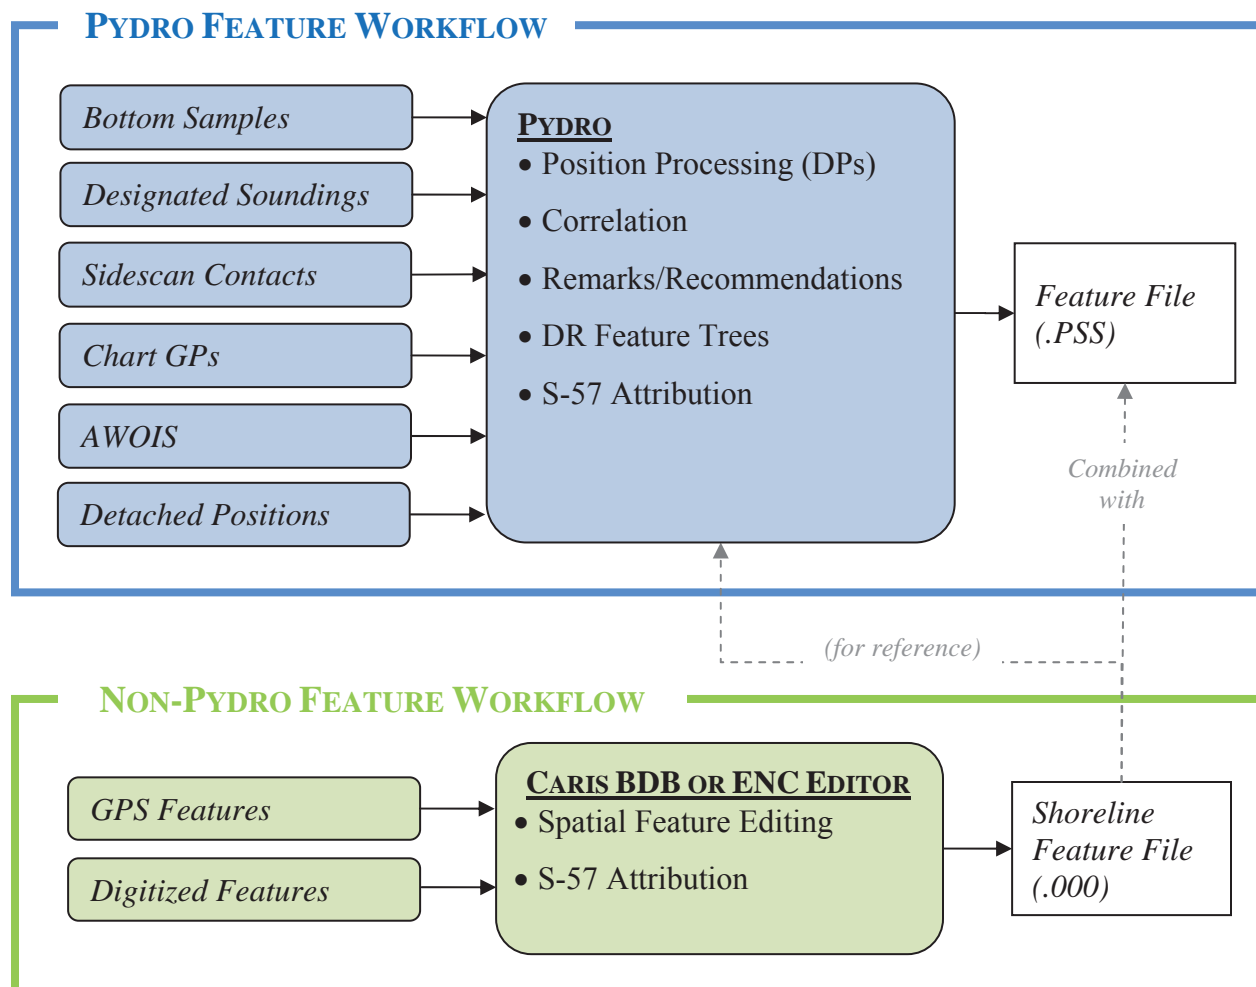 PYDRO FEATURE WORKFLOW
Bottom Samples
Designated Soundings
Sidescan Contacts
Chart GPs
AWOIS
Detached Positions
PYDRO
• Position Processing (DPs)
• Correlation
• Remarks/Recommendations
• DR Feature Trees
• S-57 Attribution
Feature File
(.PSS)
Combined
with
(for reference)
NON-PYDRO FEATURE WORKFLOW
GPS Features
Digitized Features
CARIS BDB OR ENC EDITOR
• Spatial Feature Editing
• S-57 Attribution
Shoreline
Feature File
(.000)